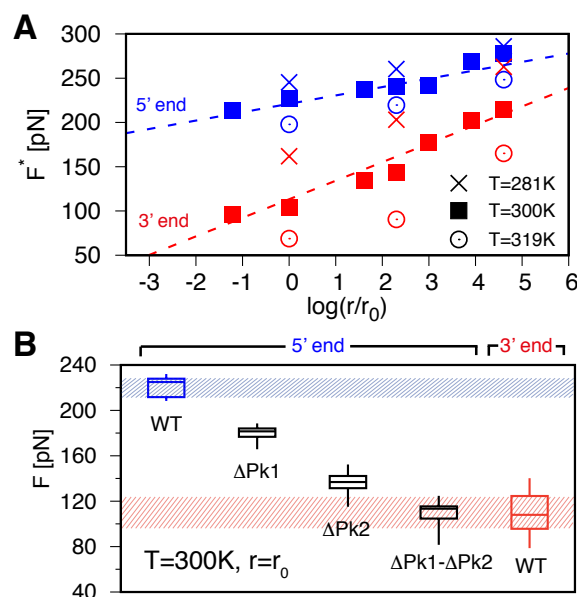 A
300
250
200
150
100
50
F* [pN]
5' end
3' end
T=281K
T=300K
T=319K
-3 -2 -1 0 1 2 3 4 5 6
log(r/r0)
B
5' end 3' end
240
200
160
120
80
40
F [pN]
WT
ΔPk1
ΔPk2
ΔPk1-ΔPk2 WT
T=300K, r=r0